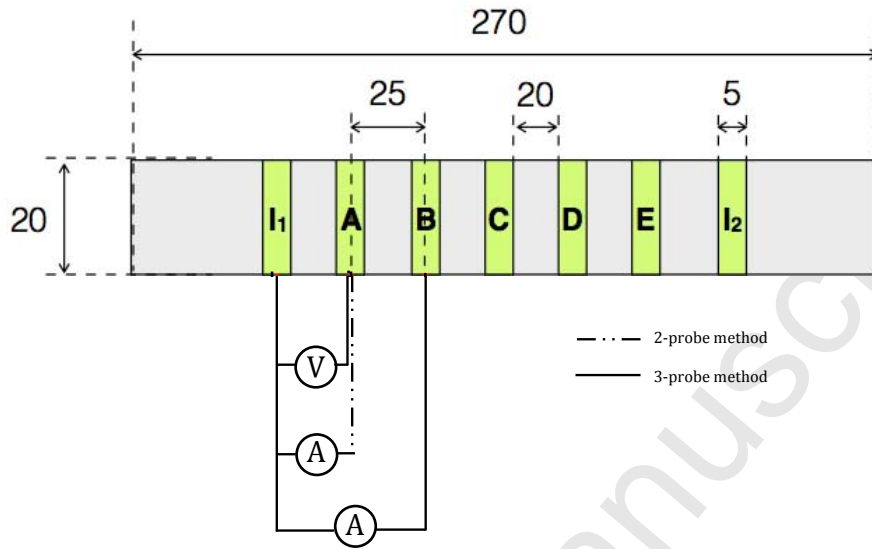 270
25 20 5
20
I₁ A B C D E I₂
V
A
A
2-probe method
3-probe method